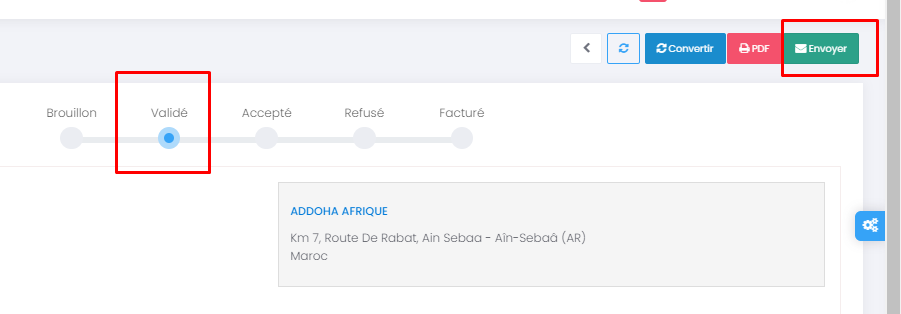 Convertir
PDF
Envoyer
Brouillon
Validé
Accepté
Refusé
Facturé
ADDOHA AFRIQUE
Km 7, Route De Rabat, Ain Sebaa - Aïn-Sebaâ (AR)
Maroc